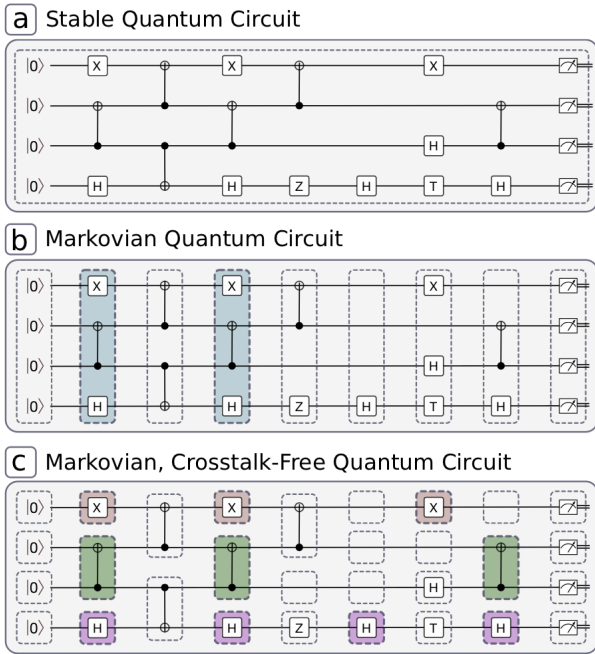 a Stable Quantum Circuit
|0⟩ X X X
|0⟩
|0⟩ H
|0⟩ H H Z H T H
b Markovian Quantum Circuit
|0⟩ X X X
|0⟩
|0⟩ H
|0⟩ H H Z H T H
c Markovian, Crosstalk-Free Quantum Circuit
|0⟩ X X X
|0⟩
|0⟩ H
|0⟩ H H Z H T H